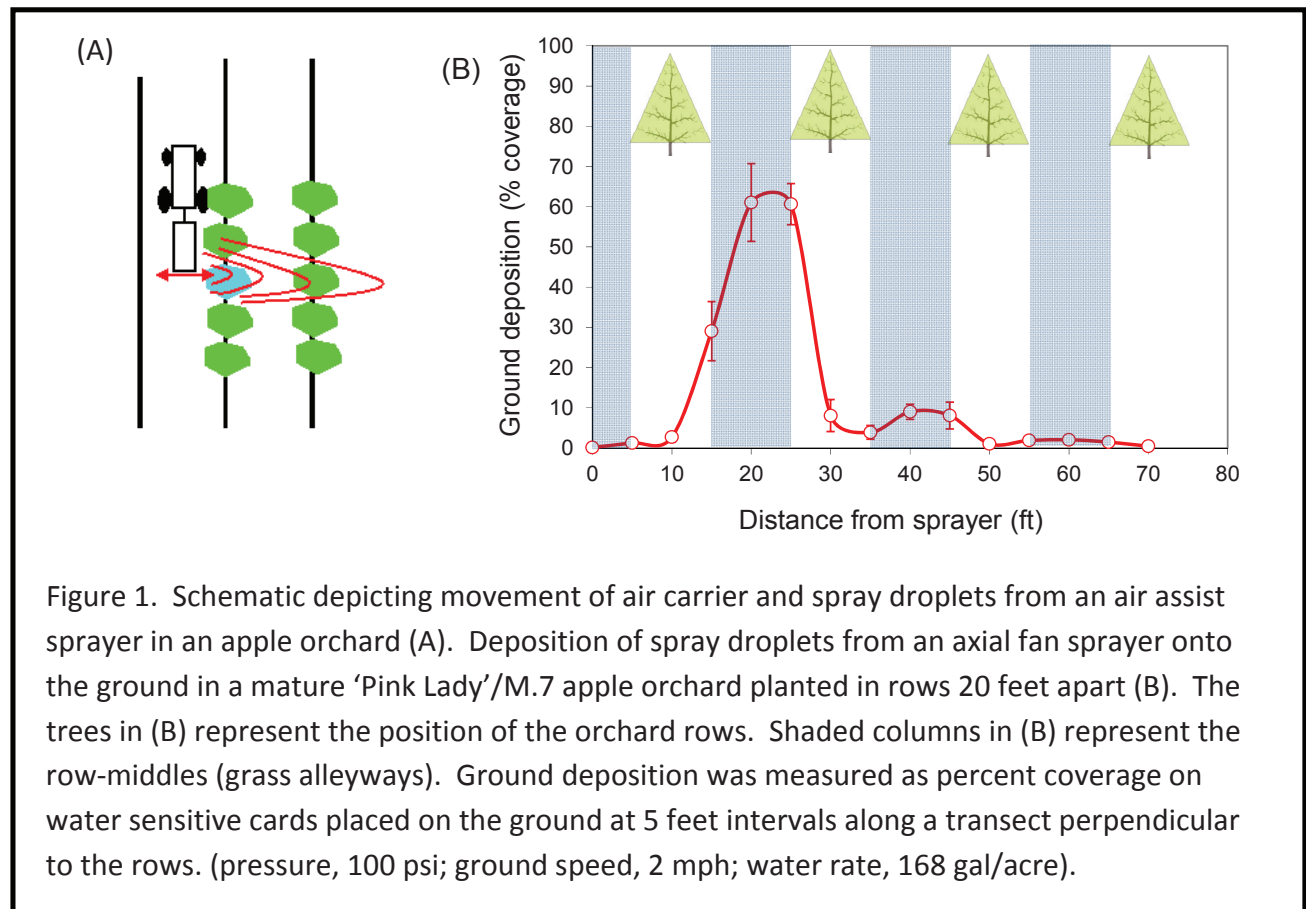 (A)
(B)
100
90
80
70
60
50
40
30
20
10
0
Ground deposition (% coverage)
0 10 20 30 40 50 60 70 80
Distance from sprayer (ft)
Figure 1.  Schematic depicting movement of air carrier and spray droplets from an air assist
sprayer in an apple orchard (A).  Deposition of spray droplets from an axial fan sprayer onto
the ground in a mature ‘Pink Lady’/M.7 apple orchard planted in rows 20 feet apart (B).  The
trees in (B) represent the position of the orchard rows.  Shaded columns in (B) represent the
row-middles (grass alleyways).  Ground deposition was measured as percent coverage on
water sensitive cards placed on the ground at 5 feet intervals along a transect perpendicular
to the rows. (pressure, 100 psi; ground speed, 2 mph; water rate, 168 gal/acre).